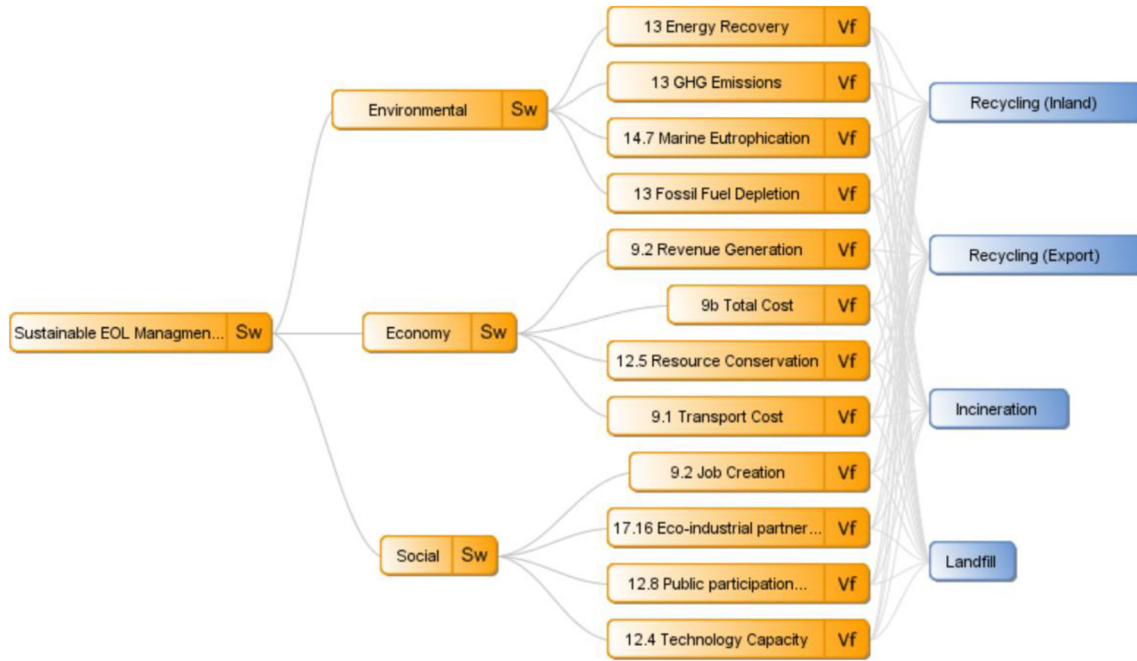 13 Energy Recovery Vf
13 GHG Emissions Vf
Recycling (Inland)
Environmental Sw
14.7 Marine Eutrophication Vf
13 Fossil Fuel Depletion Vf
9.2 Revenue Generation Vf
Recycling (Export)
9b Total Cost Vf
Sustainable EOL Managmen... Sw
Economy Sw
12.5 Resource Conservation Vf
9.1 Transport Cost Vf
Incineration
9.2 Job Creation Vf
17.16 Eco-industrial partner... Vf
Social Sw
Landfill
12.8 Public participation... Vf
12.4 Technology Capacity Vf